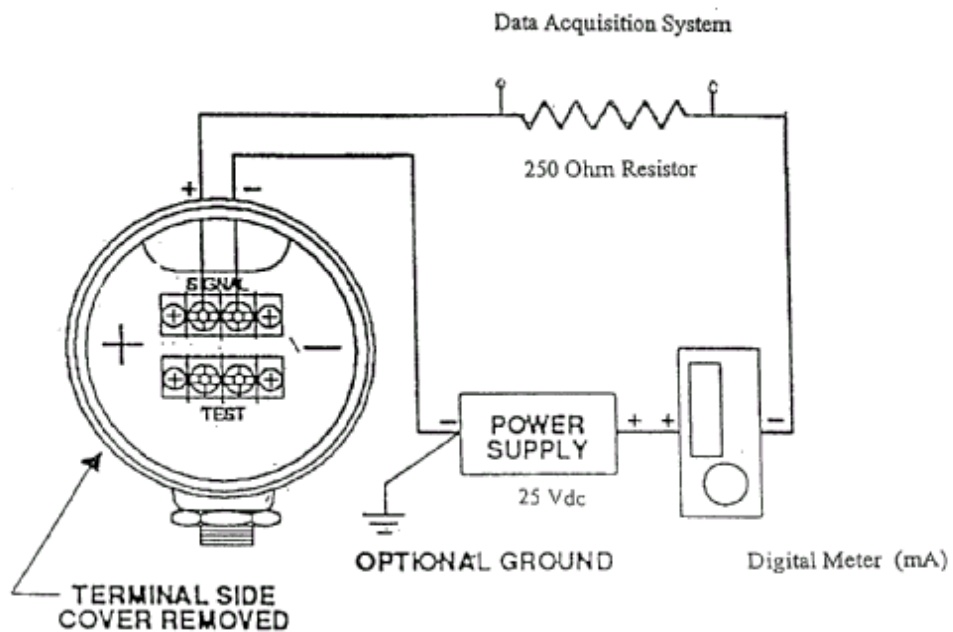 Data Acquisition System
250 Ohm Resistor
+ -
SIGNAL
+ -
TEST
- POWER + + -
SUPPLY
25 Vdc
OPTIONAL GROUND
Digital Meter (mA)
TERMINAL SIDE
COVER REMOVED